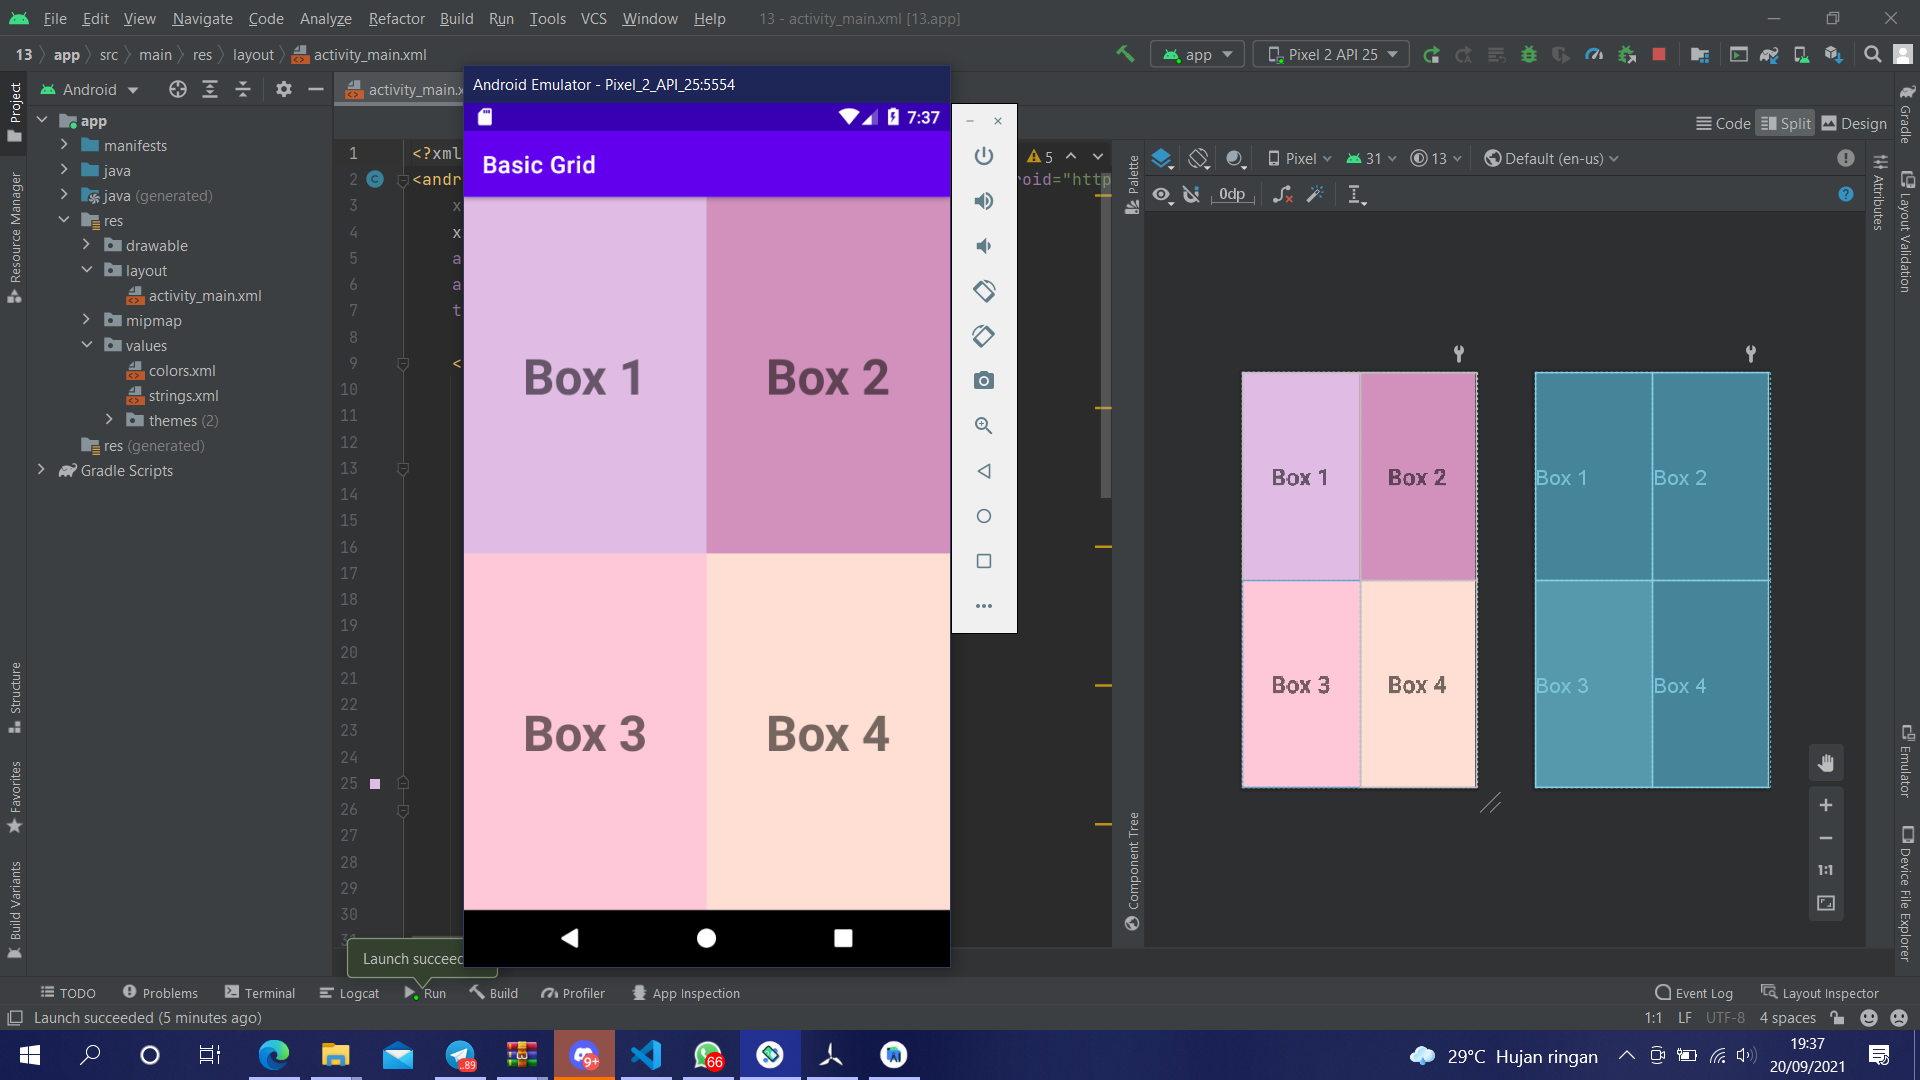 File Edit View Navigate Code Analyze Refactor Build Run Tools VCS Window Help 13 - activity_main.xml [13.app]
13 app src main res layout activity_main.xml
app Pixel 2 API 25
Android
activity_main.x
Android Emulator - Pixel_2_API_25:5554
7:37
Basic Grid
Box 1
Box 2
Box 3
Box 4
Project
Resource Manager
Structure
Favorites
Build Variants
app
manifests
java
java (generated)
res
drawable
layout
activity_main.xml
mipmap
values
colors.xml
strings.xml
themes (2)
res (generated)
Gradle Scripts
1 <?xml
2 <andr oid="http
3 x
4 x
5 a
6 a
7 t
8
9 <
10
11
12
13
14
15
16
17
18
19
20
21
22
23
24
25
26
27
28
29
30
31
5
Code Split Design
Palette
Component Tree
Pixel 31 13 Default (en-us)
0dp
Box 1
Box 2
Box 3
Box 4
Box 1
Box 2
Box 3
Box 4
1:1
Gradle
Attributes
Layout Validation
Emulator
Device File Explorer
Launch succeed
TODO Problems Terminal Logcat Run Build Profiler App Inspection Event Log Layout Inspector
Launch succeeded (5 minutes ago) 1:1 LF UTF-8 4 spaces
89
9+
66
29°C Hujan ringan
19:37
20/09/2021